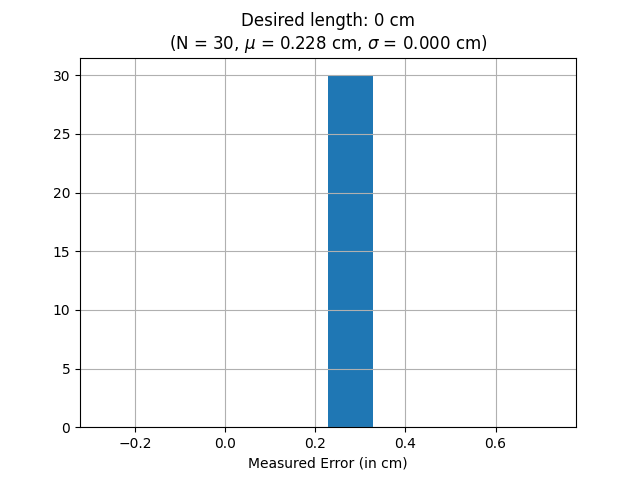 Desired length: 0 cm
(N = 30, μ = 0.228 cm, σ = 0.000 cm)
30
25
20
15
10
5
0
−0.2 0.0 0.2 0.4 0.6
Measured Error (in cm)